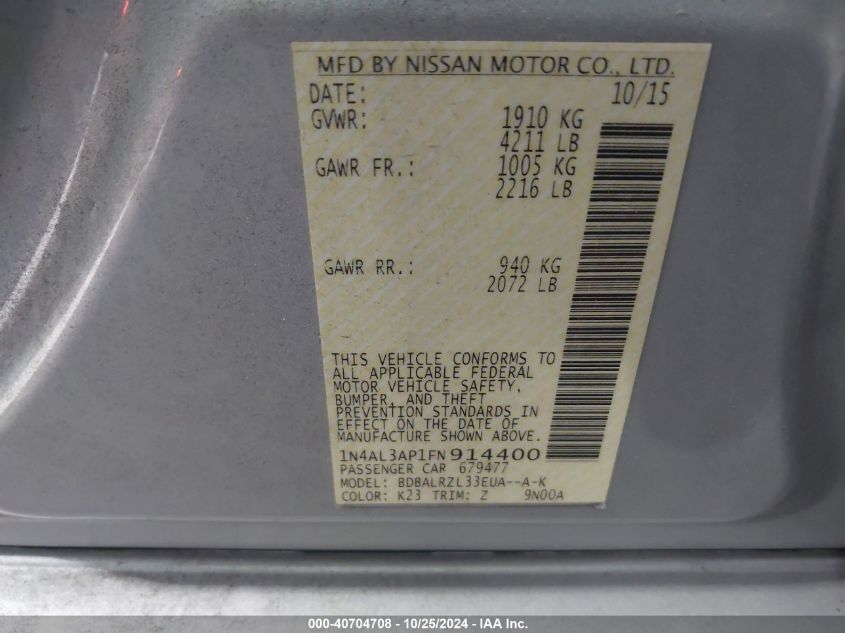 MFD BY NISSAN MOTOR CO., LTD.
DATE: 10/15
GVWR: 1910 KG
4211 LB
GAWR FR.: 1005 KG
2216 LB
GAWR RR.: 940 KG
2072 LB
THIS VEHICLE CONFORMS TO
ALL APPLICABLE FEDERAL
MOTOR VEHICLE SAFETY,
BUMPER, AND THEFT
PREVENTION STANDARDS IN
EFFECT ON THE DATE OF
MANUFACTURE SHOWN ABOVE.
1N4AL3AP1FN914400
PASSENGER CAR 679477
MODEL: BDBALRZL33EUA--A-K
COLOR: K23 TRIM: Z 9N00A
000-40704708 - 10/25/2024 - IAA Inc.